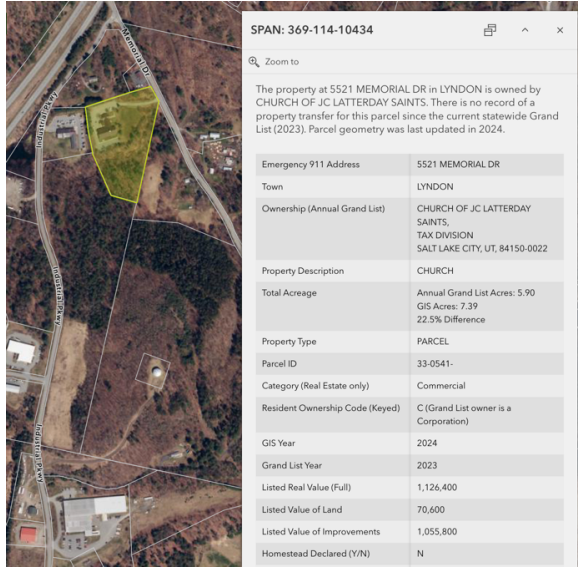 Memorial Dr
Industrial Pkwy
Industrial Pkwy
Industrial Pkwy
SPAN: 369-114-10434
Zoom to
The property at 5521 MEMORIAL DR in LYNDON is owned by
CHURCH OF JC LATTERDAY SAINTS. There is no record of a
property transfer for this parcel since the current statewide Grand
List (2023). Parcel geometry was last updated in 2024.
Emergency 911 Address 5521 MEMORIAL DR
Town LYNDON
Ownership (Annual Grand List) CHURCH OF JC LATTERDAY
SAINTS,
TAX DIVISION
SALT LAKE CITY, UT, 84150-0022
Property Description CHURCH
Total Acreage Annual Grand List Acres: 5.90
GIS Acres: 7.39
22.5% Difference
Property Type PARCEL
Parcel ID 33-0541-
Category (Real Estate only) Commercial
Resident Ownership Code (Keyed) C (Grand List owner is a
Corporation)
GIS Year 2024
Grand List Year 2023
Listed Real Value (Full) 1,126,400
Listed Value of Land 70,600
Listed Value of Improvements 1,055,800
Homestead Declared (Y/N) N